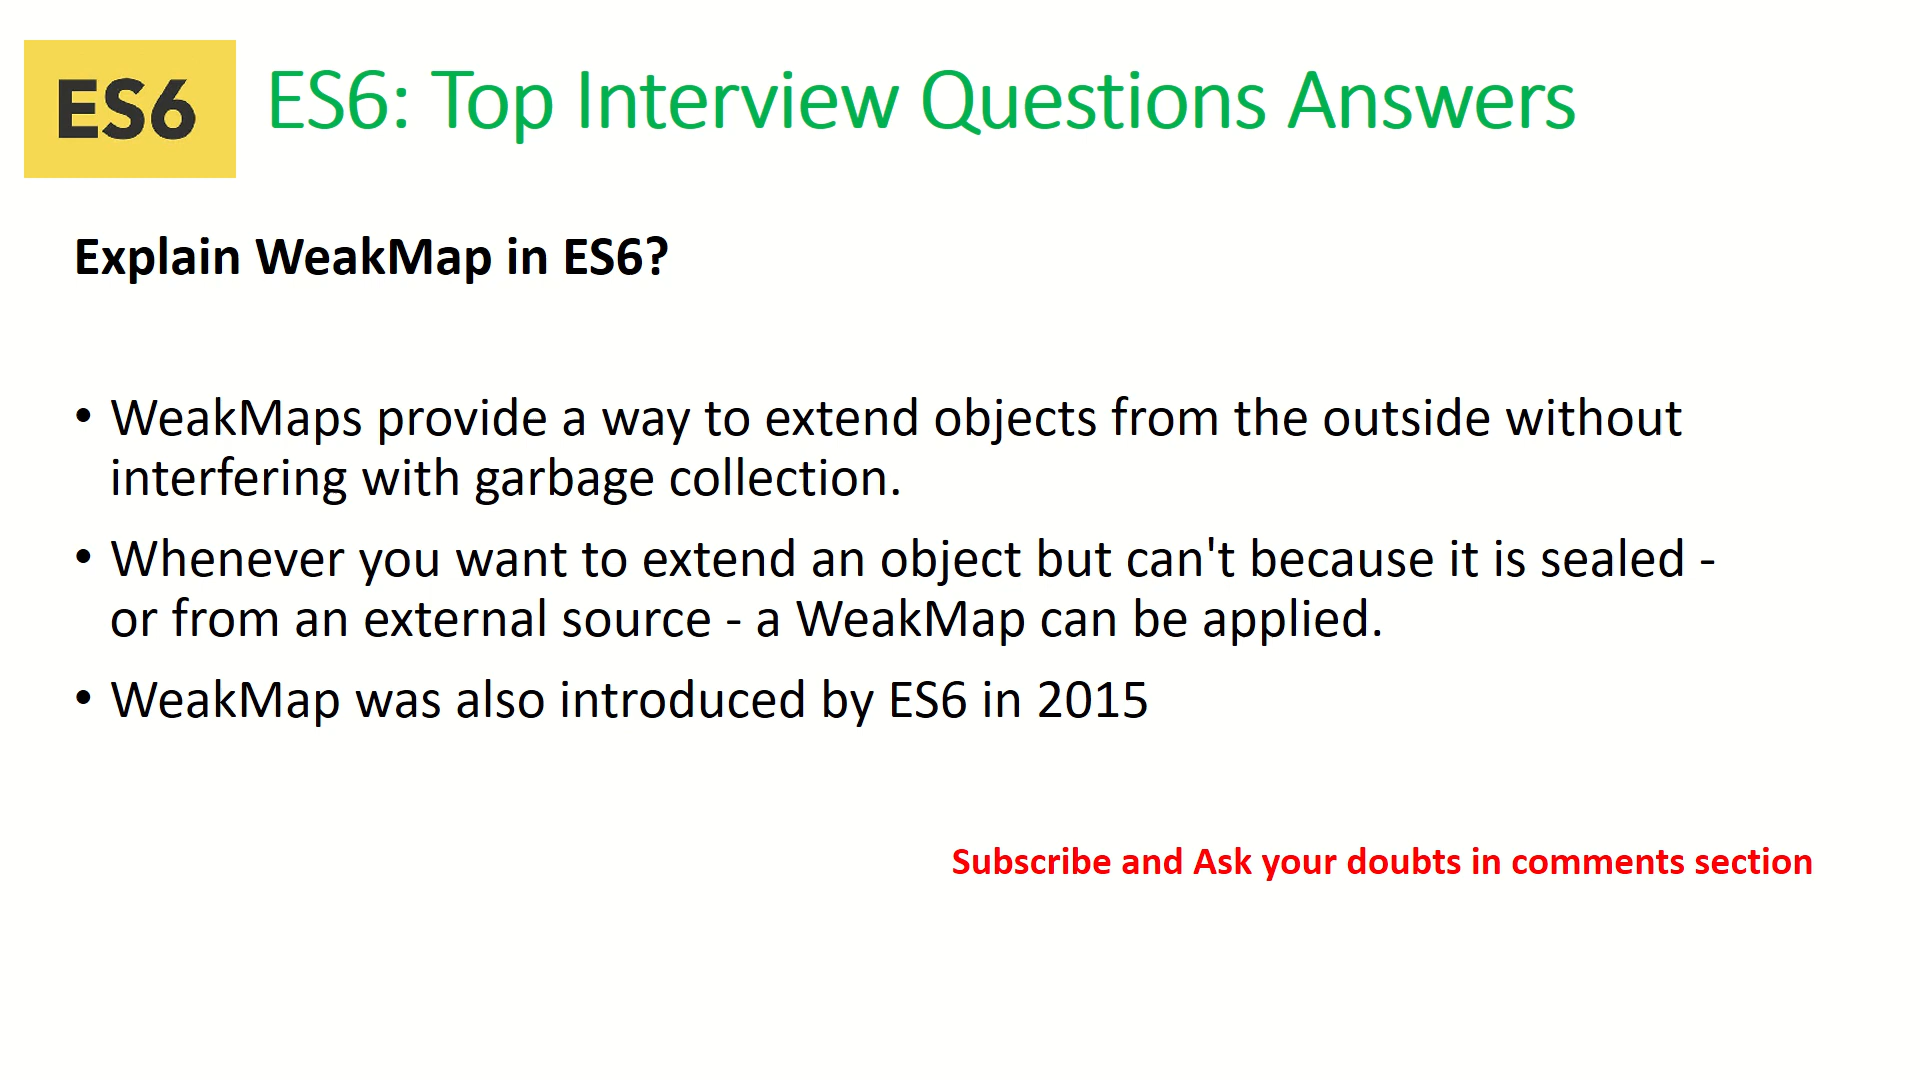 ES6
ES6: Top Interview Questions Answers
Explain WeakMap in ES6?
• WeakMaps provide a way to extend objects from the outside without
interfering with garbage collection.
• Whenever you want to extend an object but can't because it is sealed -
or from an external source - a WeakMap can be applied.
• WeakMap was also introduced by ES6 in 2015
Subscribe and Ask your doubts in comments section